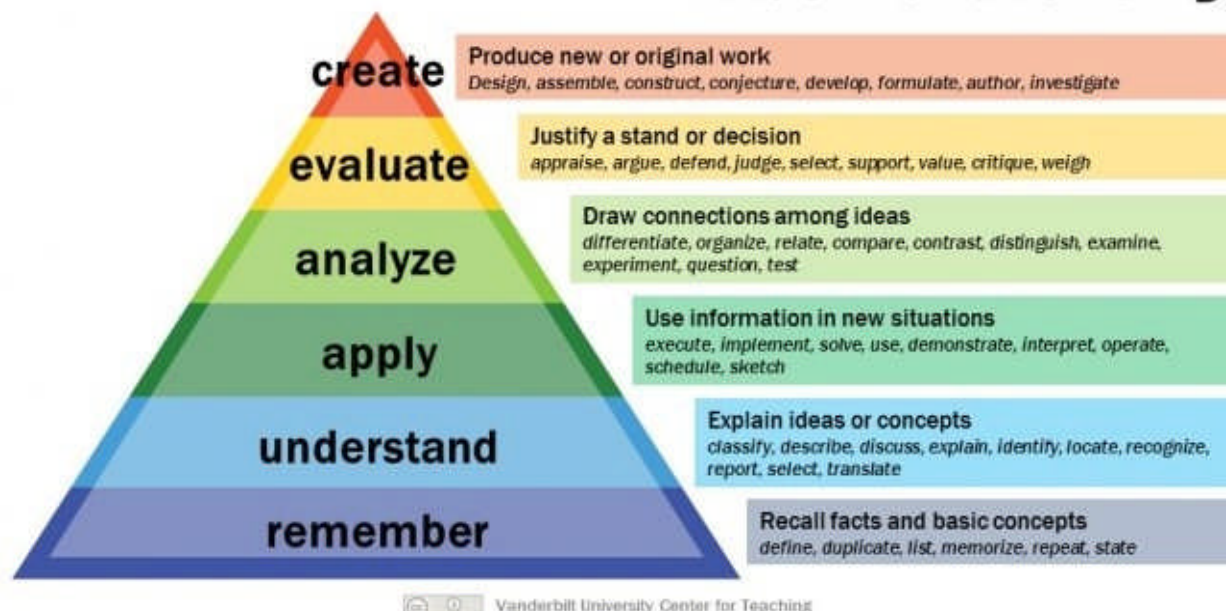 create
Produce new or original work
Design, assemble, construct, conjecture, develop, formulate, author, investigate
evaluate
Justify a stand or decision
appraise, argue, defend, judge, select, support, value, critique, weigh
analyze
Draw connections among ideas
differentiate, organize, relate, compare, contrast, distinguish, examine,
experiment, question, test
apply
Use information in new situations
execute, implement, solve, use, demonstrate, interpret, operate,
schedule, sketch
understand
Explain ideas or concepts
classify, describe, discuss, explain, identify, locate, recognize,
report, select, translate
remember
Recall facts and basic concepts
define, duplicate, list, memorize, repeat, state
Vanderbilt University Center for Teaching